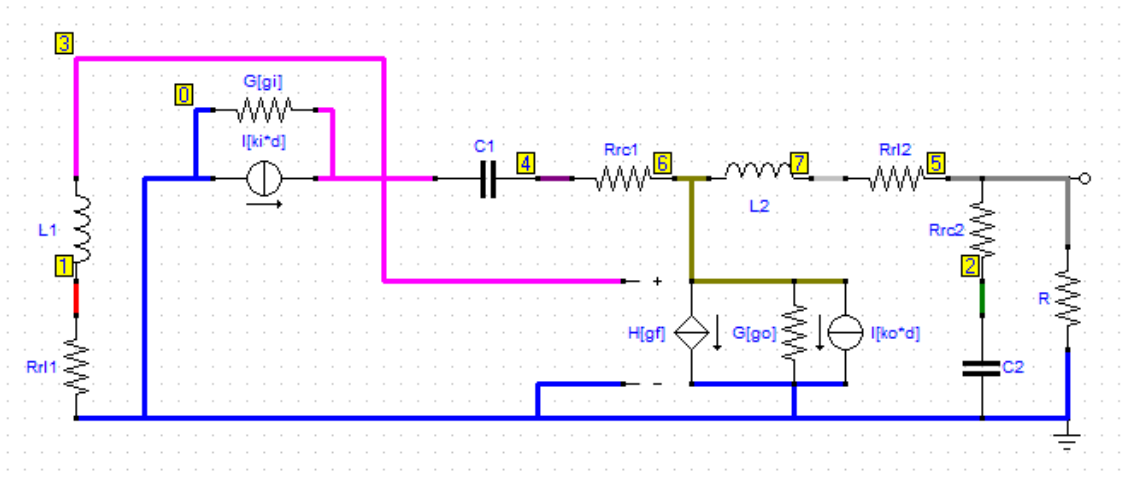 3
0
G[gi]
I[ki*d]
C1
4
Rrc1
6
7
Rrl2
5
L1
L2
Rrc2
1
2
+
R
H[gf]
G[go]
I[ko*d]
Rrl1
C2
-